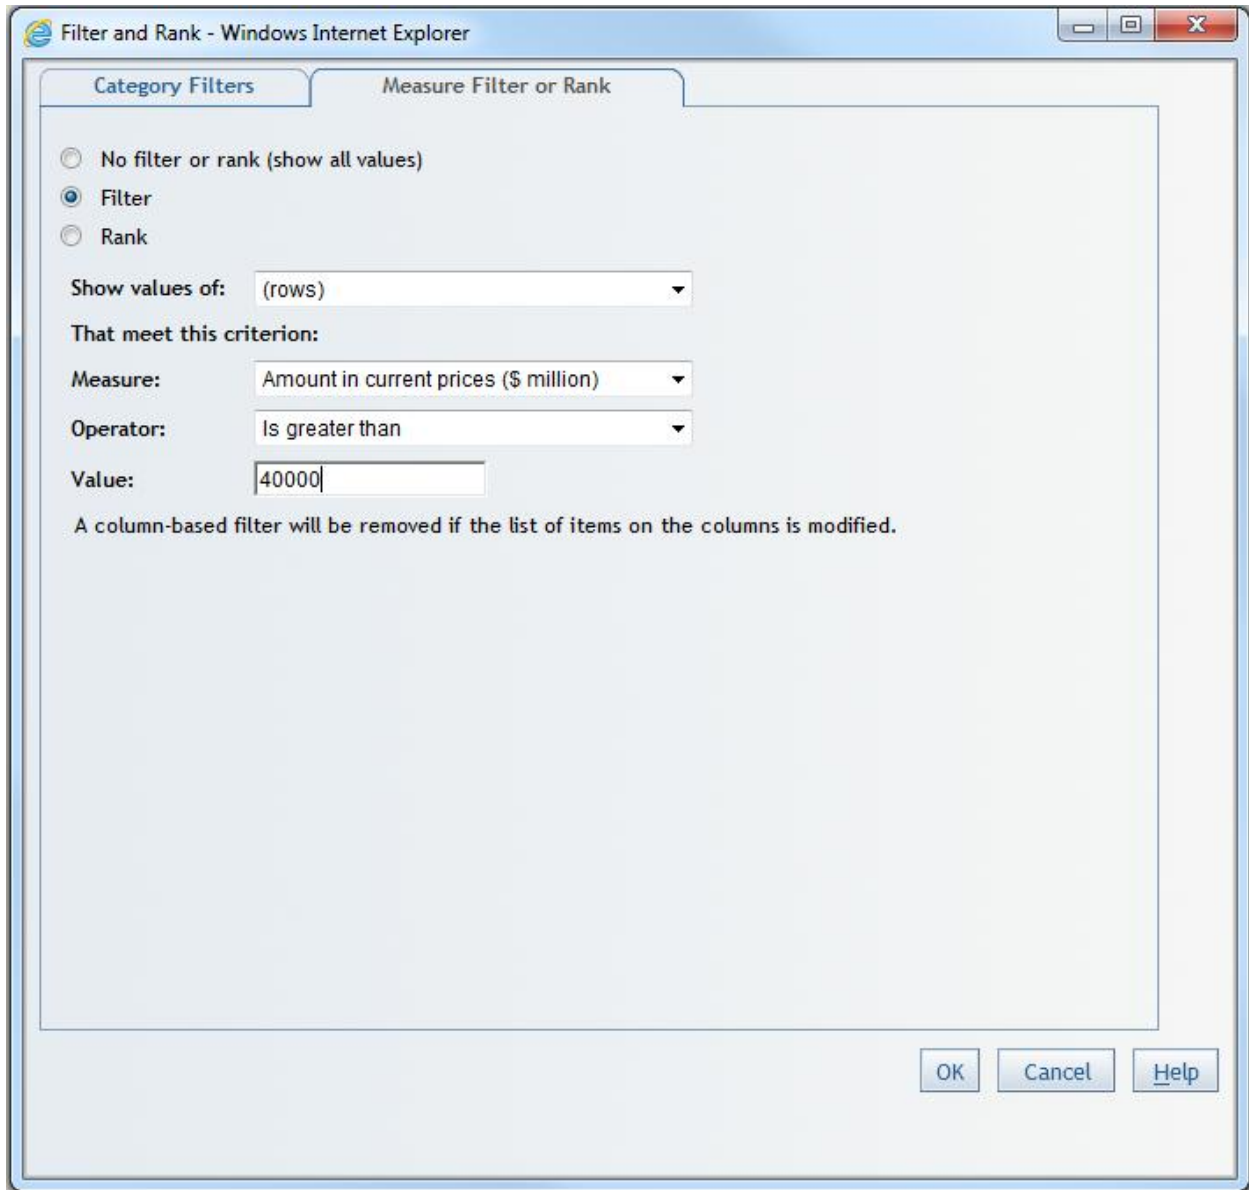 Filter and Rank - Windows Internet Explorer
Category Filters Measure Filter or Rank
No filter or rank (show all values)
Filter
Rank
Show values of: (rows)
That meet this criterion:
Measure: Amount in current prices ($ million)
Operator: Is greater than
Value: 40000
A column-based filter will be removed if the list of items on the columns is modified.
OK Cancel Help